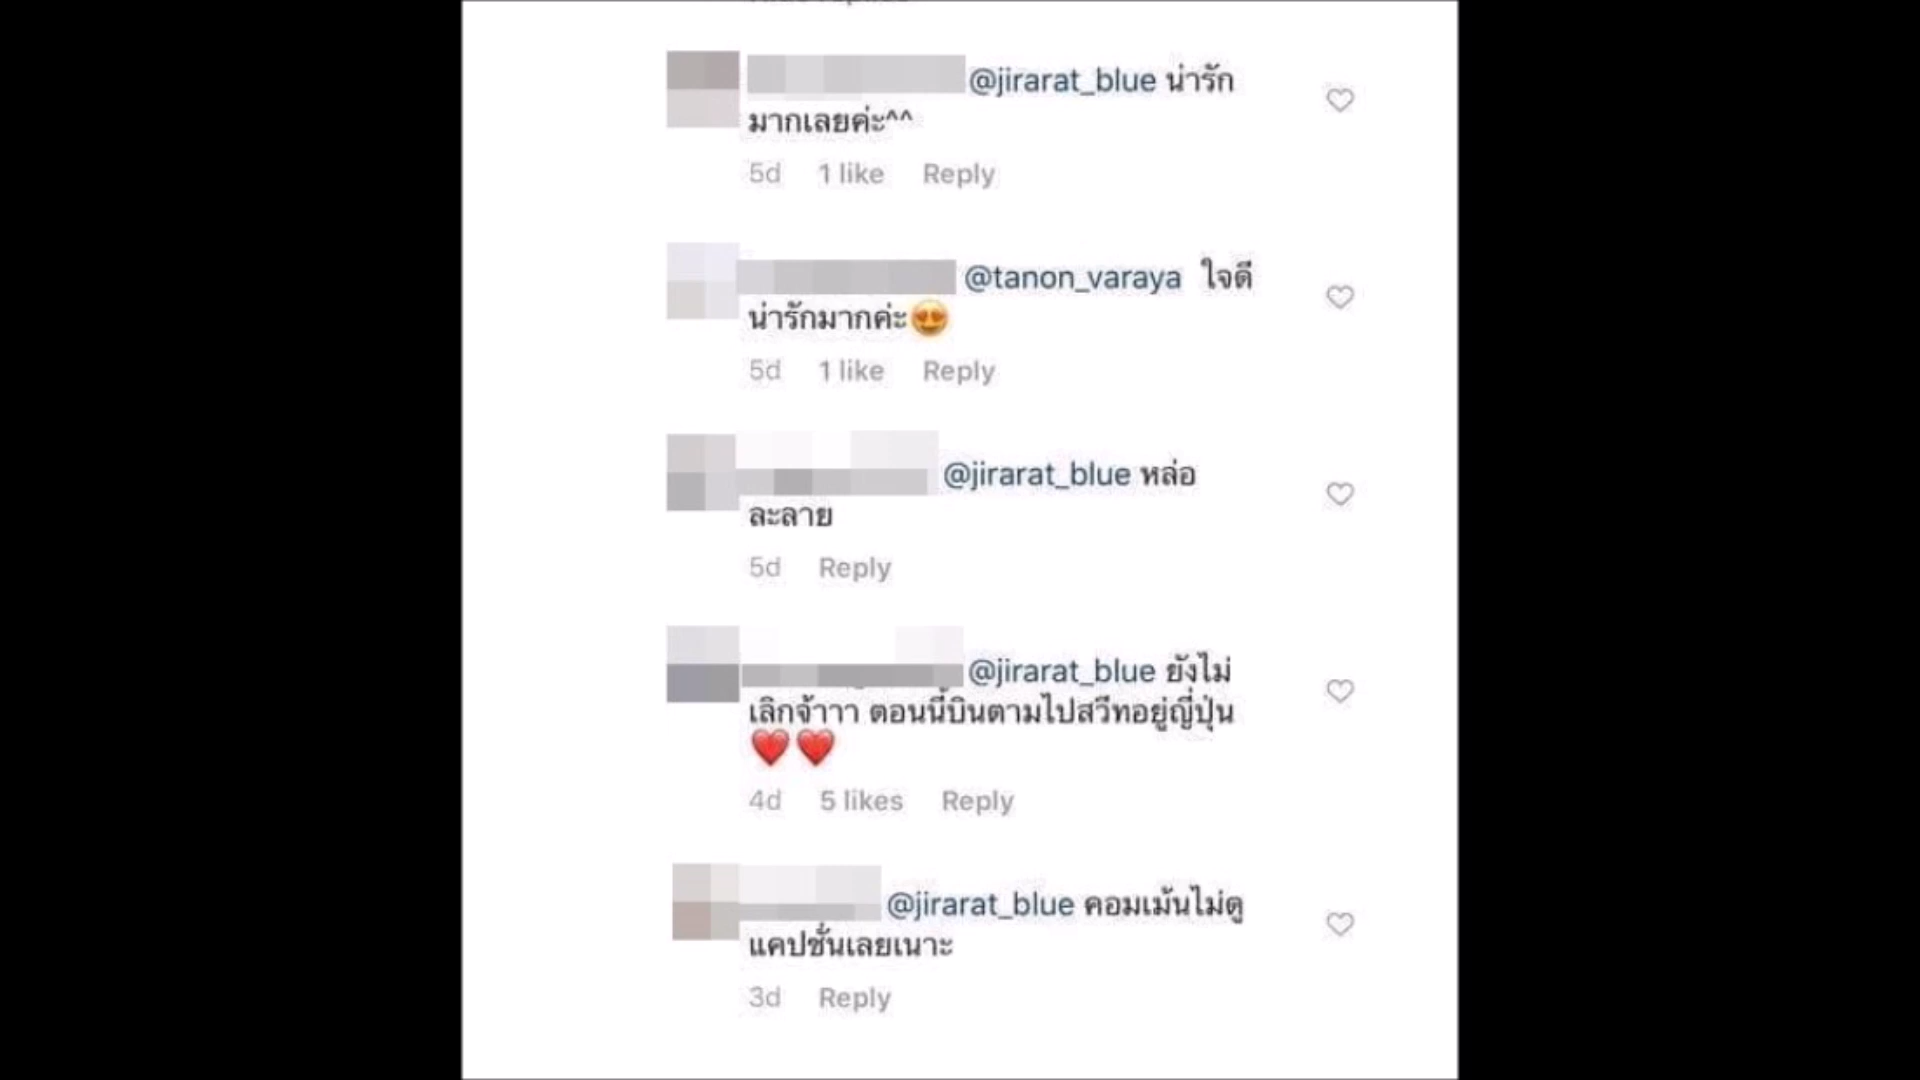 @jirarat_blue น่ารัก
มากเลยค่ะ^^
5d 1 like Reply
@tanon_varaya ใจดี
น่ารักมากค่ะ😍
5d 1 like Reply
@jirarat_blue หล่อ
ละลาย
5d Reply
@jirarat_blue ยังไม่
เลิกจ้าาา ตอนนี้บินตามไปสวีทอยู่ญี่ปุ่น
❤️❤️
4d 5 likes Reply
@jirarat_blue คอมเม้นไม่ดู
แคปชั่นเลยเนาะ
3d Reply